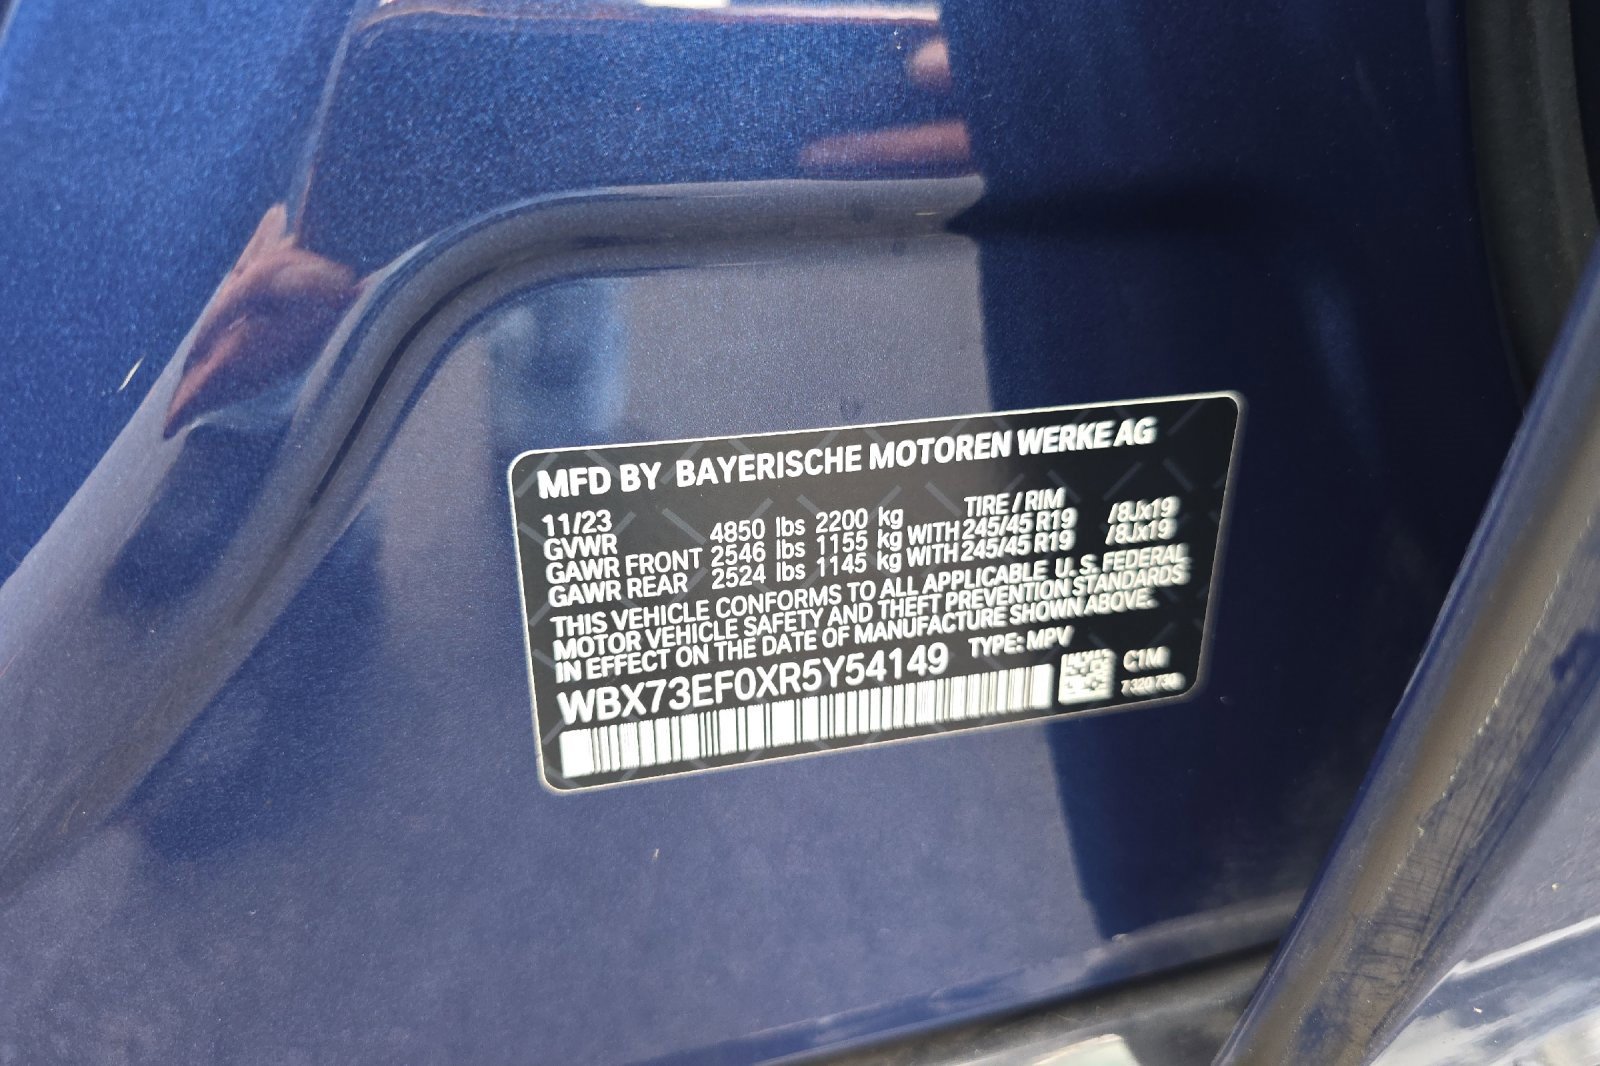 MFD BY BAYERISCHE MOTOREN WERKE AG
11/23 TIRE / RIM
GVWR 4850 lbs 2200 kg
GAWR FRONT 2546 lbs 1155 kg WITH 245/45 R19 /8Jx19
GAWR REAR 2524 lbs 1145 kg WITH 245/45 R19 /8Jx19
THIS VEHICLE CONFORMS TO ALL APPLICABLE U. S. FEDERAL
MOTOR VEHICLE SAFETY AND THEFT PREVENTION STANDARDS
IN EFFECT ON THE DATE OF MANUFACTURE SHOWN ABOVE.
WBX73EF0XR5Y54149 TYPE: MPV
C1M